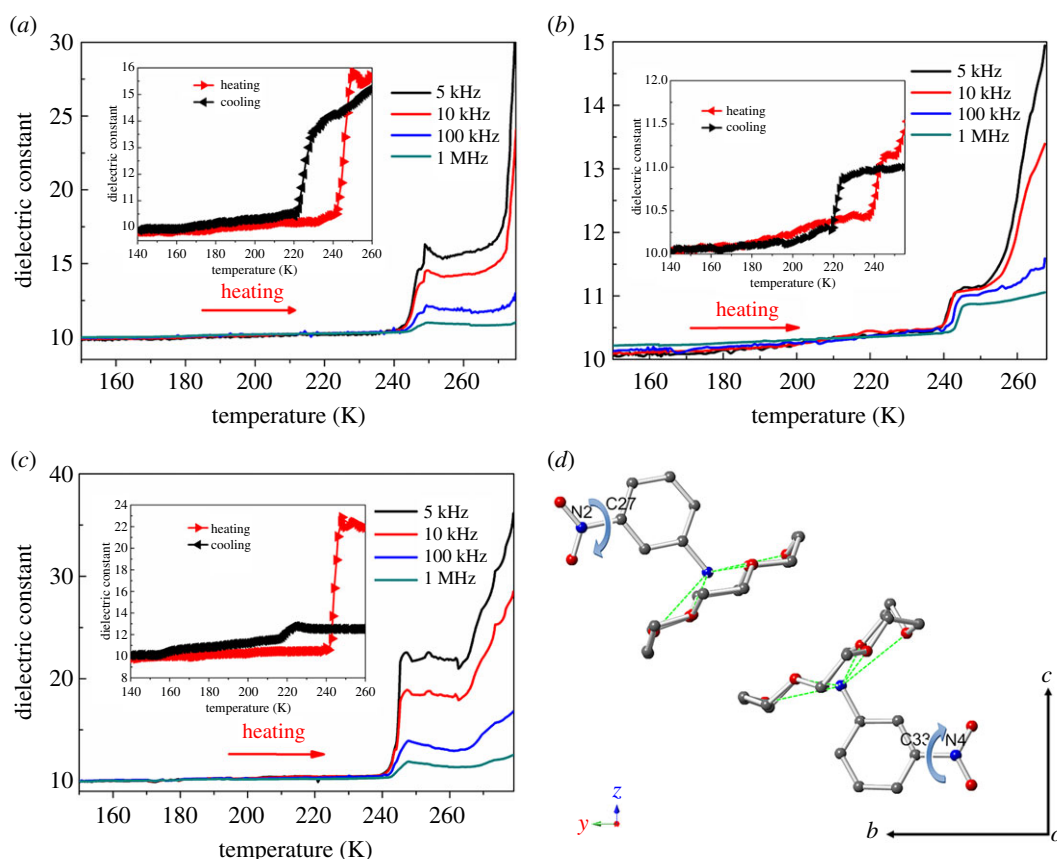 (a)
30
25
20
15
10
dielectric constant
160 180 200 220 240 260
temperature (K)
16
15
14
13
12
11
10
dielectric constant
140 160 180 200 220 240 260
temperature (K)
heating
cooling
5 kHz
10 kHz
100 kHz
1 MHz
heating
(b)
15
14
13
12
11
10
dielectric constant
160 180 200 220 240 260
temperature (K)
12.0
11.5
11.0
10.5
10.0
dielectric constant
140 160 180 200 220 240
temperature (K)
heating
cooling
5 kHz
10 kHz
100 kHz
1 MHz
heating
(c)
40
30
20
10
dielectric constant
160 180 200 220 240 260
temperature (K)
24
22
20
18
16
14
12
10
8
dielectric constant
140 160 180 200 220 240 260
temperature (K)
heating
cooling
5 kHz
10 kHz
100 kHz
1 MHz
heating
(d)
N2
C27
C33
N4
z
y
c
b